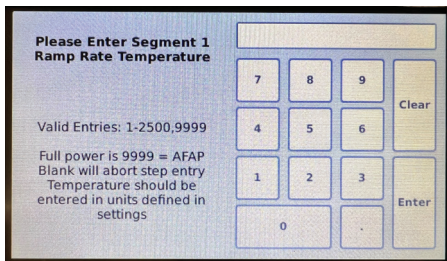 Please Enter Segment 1
Ramp Rate Temperature
Valid Entries: 1-2500,9999
Full power is 9999 = AFAP
Blank will abort step entry
Temperature should be
entered in units defined in
settings
7 8 9
Clear
4 5 6
1 2 3
Enter
0 .